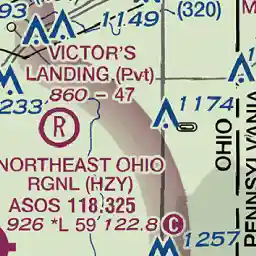 93
1149
(320)
M
VICTOR'S
LANDING (Pvt)
860 - 47
233
1174
R
OHIO
PENNSYLVANIA
NORTHEAST OHIO
RGNL (HZY)
ASOS 118.325
926 *L 59 122.8 C
1257